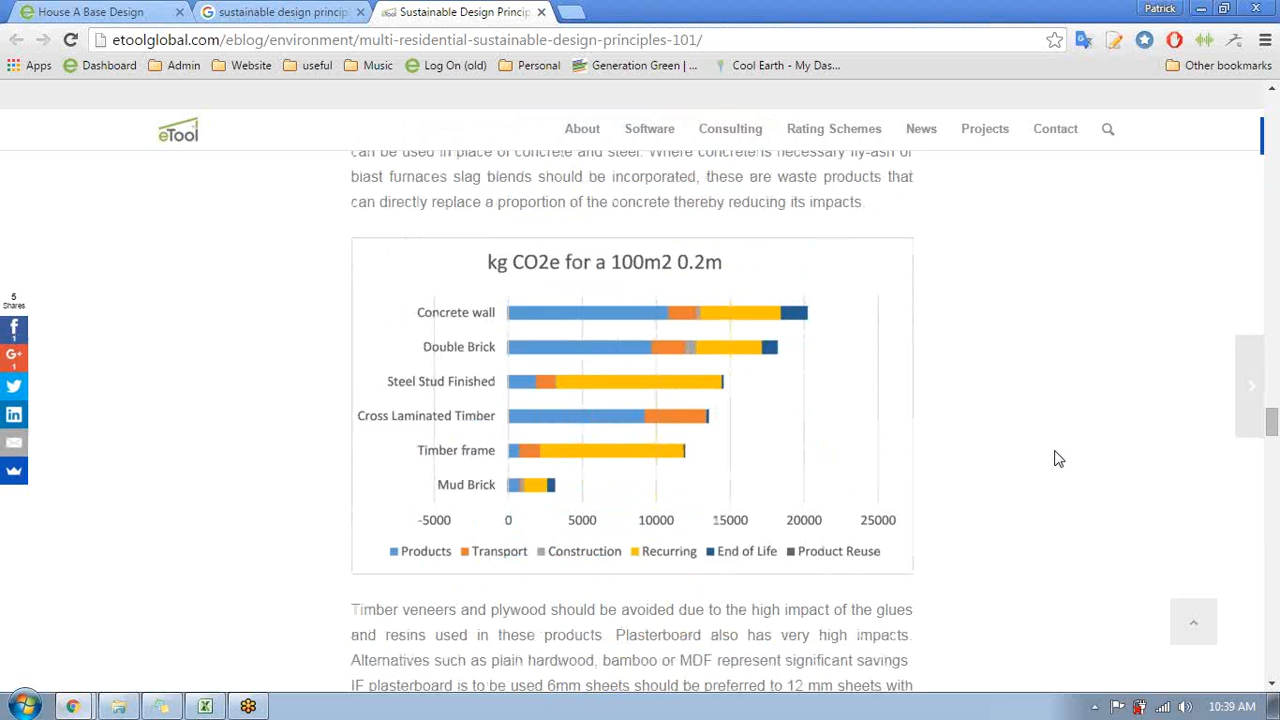 House A Base Design
sustainable design princip
Sustainable Design Princip
Patrick
etoolglobal.com/eblog/environment/multi-residential-sustainable-design-principles-101/
Apps
Dashboard
Admin
Website
useful
Music
Log On (old)
Personal
Generation Green | ...
Cool Earth - My Das...
Other bookmarks
eTool
About
Software
Consulting
Rating Schemes
News
Projects
Contact
can be used in place of concrete and steel. Where concrete is necessary fly-ash or
blast furnaces slag blends should be incorporated, these are waste products that
can directly replace a proportion of the concrete thereby reducing its impacts.
5
Shares
1
1
kg CO2e for a 100m2 0.2m
Concrete wall
Double Brick
Steel Stud Finished
Cross Laminated Timber
Timber frame
Mud Brick
-5000 0 5000 10000 15000 20000 25000
Products Transport Construction Recurring End of Life Product Reuse
Timber veneers and plywood should be avoided due to the high impact of the glues
and resins used in these products. Plasterboard also has very high impacts.
Alternatives such as plain hardwood, bamboo or MDF represent significant savings
IF plasterboard is to be used 6mm sheets should be preferred to 12 mm sheets with
10:39 AM